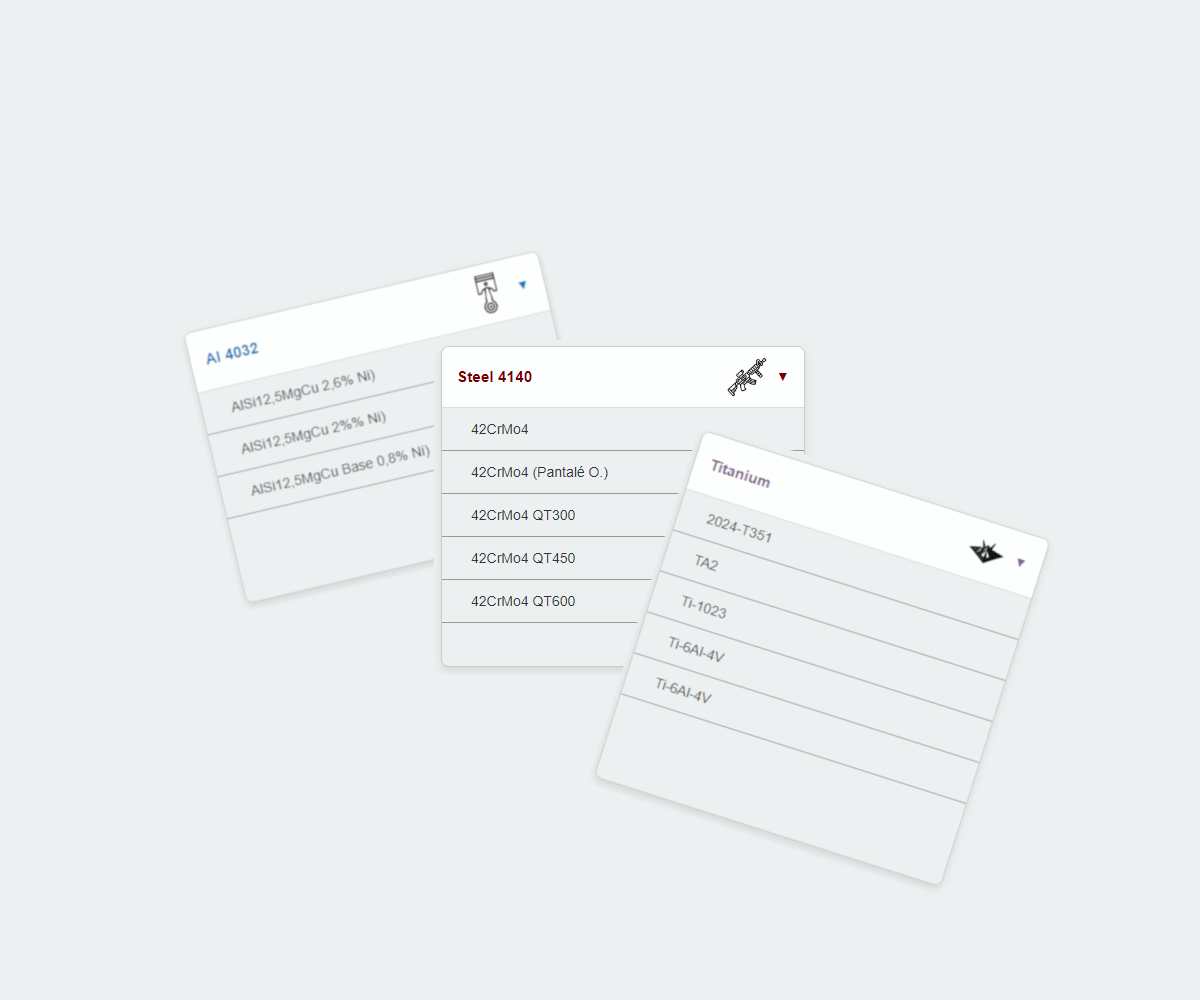 Al 4032
AlSi12,5MgCu 2,6% Ni)
AlSi12,5MgCu 2%% Ni)
AlSi12,5MgCu Base 0,8% Ni)
Steel 4140
42CrMo4
42CrMo4 (Pantalé O.)
42CrMo4 QT300
42CrMo4 QT450
42CrMo4 QT600
Titanium
2024-T351
TA2
Ti-1023
Ti-6Al-4V
Ti-6Al-4V